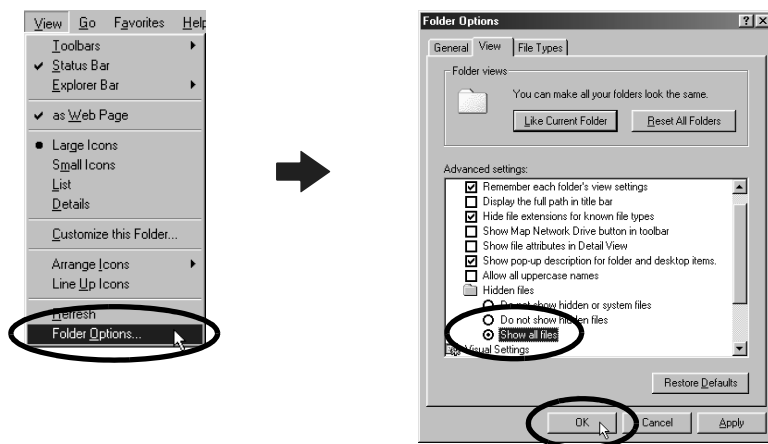 View Go Favorites Help
Toolbars
Status Bar
Explorer Bar
as Web Page
Large Icons
Small Icons
List
Details
Customize this Folder...
Arrange Icons
Line Up Icons
Refresh
Folder Options...
Folder Options
General View File Types
Folder views
You can make all your folders look the same.
Like Current Folder Reset All Folders
Advanced settings:
Remember each folder's view settings
Display the full path in title bar
Hide file extensions for known file types
Show Map Network Drive button in toolbar
Show file attributes in Detail View
Show pop-up description for folder and desktop items.
Allow all uppercase names
Hidden files
Do not show hidden or system files
Do not show hidden files
Show all files
Visual Settings
Restore Defaults
OK Cancel Apply